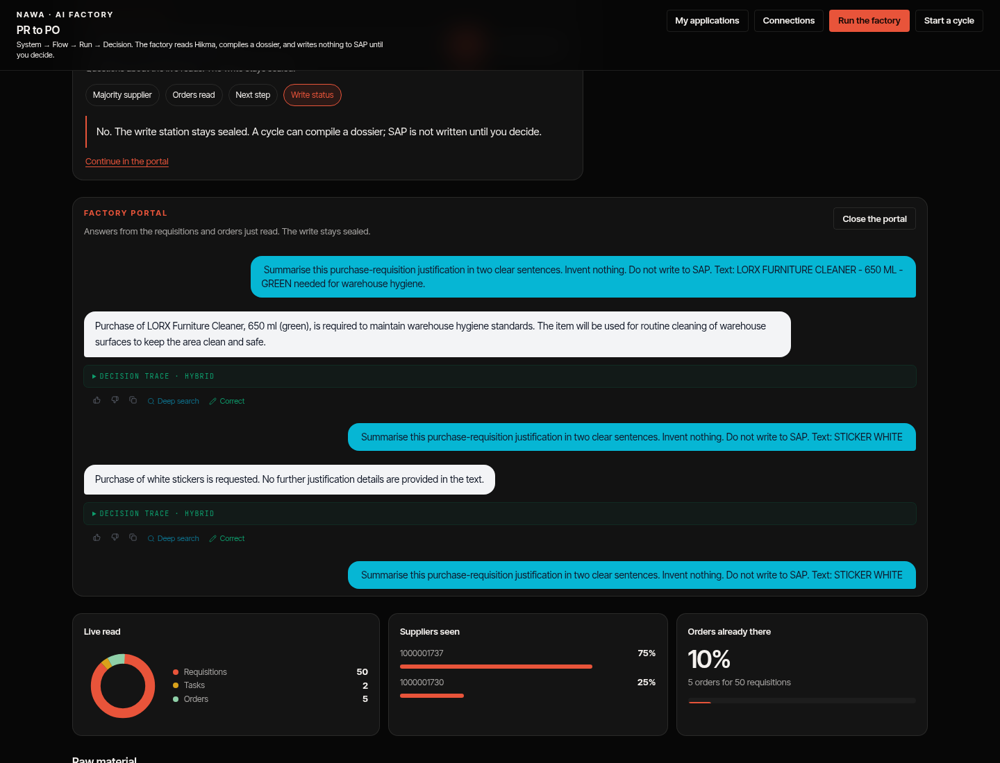 NAWA · AI FACTORY
PR to PO
System → Flow → Run → Decision. The factory reads Hikma, compiles a dossier, and writes nothing to SAP until
you decide.
My applications
Connections
Run the factory
Start a cycle
Majority supplier
Orders read
Next step
Write status
No. The write station stays sealed. A cycle can compile a dossier; SAP is not written until you decide.
Continue in the portal
FACTORY PORTAL
Answers from the requisitions and orders just read. The write stays sealed.
Close the portal
Summarise this purchase-requisition justification in two clear sentences. Invent nothing. Do not write to SAP. Text: LORX FURNITURE CLEANER - 650 ML -
GREEN needed for warehouse hygiene.
Purchase of LORX Furniture Cleaner, 650 ml (green), is required to maintain warehouse hygiene standards. The item will be used for routine cleaning of warehouse
surfaces to keep the area clean and safe.
▶ DECISION TRACE · HYBRID
Deep search
Correct
Summarise this purchase-requisition justification in two clear sentences. Invent nothing. Do not write to SAP. Text: STICKER WHITE
Purchase of white stickers is requested. No further justification details are provided in the text.
▶ DECISION TRACE · HYBRID
Deep search
Correct
Summarise this purchase-requisition justification in two clear sentences. Invent nothing. Do not write to SAP. Text: STICKER WHITE
Live read
Requisitions 50
Tasks 2
Orders 5
Suppliers seen
1000001737 75%
1000001730 25%
Orders already there
10%
5 orders for 50 requisitions
Raw material